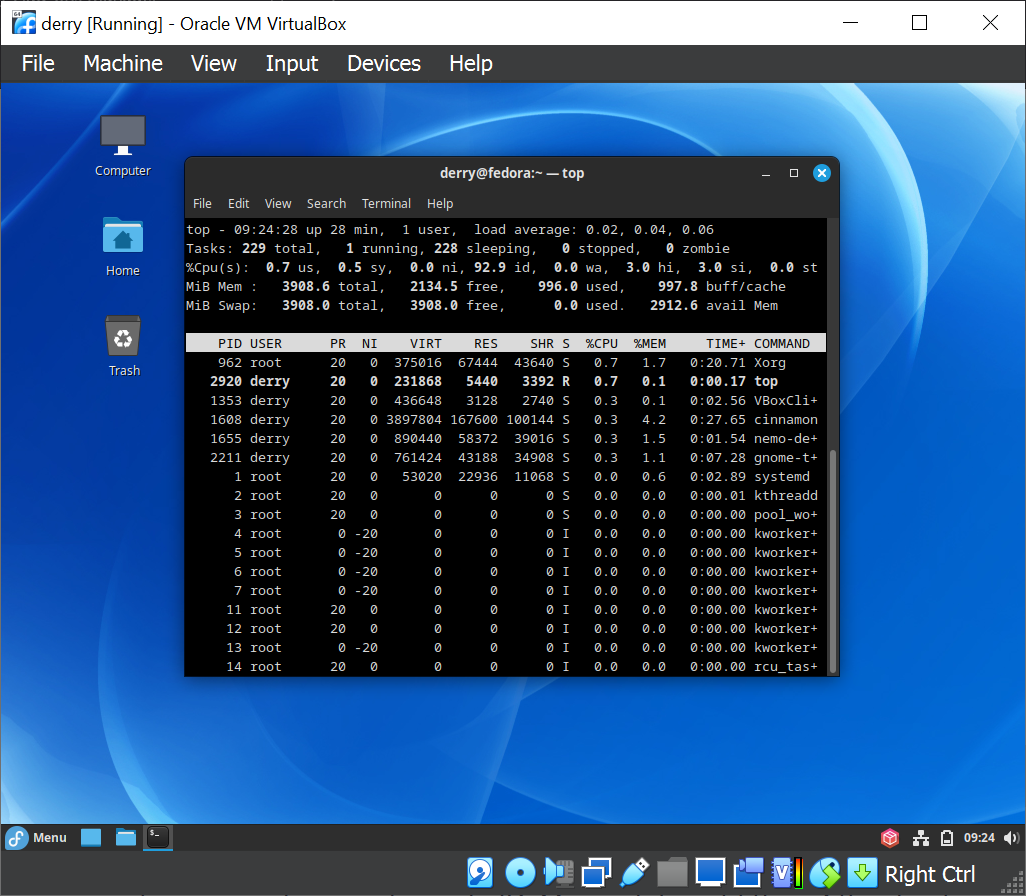 derry [Running] - Oracle VM VirtualBox
File Machine View Input Devices Help
Computer
Home
Trash
derry@fedora:~ — top
File Edit View Search Terminal Help
top - 09:24:28 up 28 min,  1 user,  load average: 0.02, 0.04, 0.06
Tasks: 229 total,   1 running, 228 sleeping,   0 stopped,   0 zombie
%Cpu(s):  0.7 us,  0.5 sy,  0.0 ni, 92.9 id,  0.0 wa,  3.0 hi,  3.0 si,  0.0 st
MiB Mem :   3908.6 total,   2134.5 free,    996.0 used,    997.8 buff/cache
MiB Swap:   3908.0 total,   3908.0 free,      0.0 used.   2912.6 avail Mem
PID USER PR NI VIRT RES SHR S %CPU %MEM TIME+ COMMAND
962 root 20 0 375016 67444 43640 S 0.7 1.7 0:20.71 Xorg
2920 derry 20 0 231868 5440 3392 R 0.7 0.1 0:00.17 top
1353 derry 20 0 436648 3128 2740 S 0.3 0.1 0:02.56 VBoxCli+
1608 derry 20 0 3897804 167600 100144 S 0.3 4.2 0:27.65 cinnamon
1655 derry 20 0 890440 58372 39016 S 0.3 1.5 0:01.54 nemo-de+
2211 derry 20 0 761424 43188 34908 S 0.3 1.1 0:07.28 gnome-t+
1 root 20 0 53020 22936 11068 S 0.0 0.6 0:02.89 systemd
2 root 20 0 0 0 0 S 0.0 0.0 0:00.01 kthreadd
3 root 20 0 0 0 0 S 0.0 0.0 0:00.00 pool_wo+
4 root 0 -20 0 0 0 I 0.0 0.0 0:00.00 kworker+
5 root 0 -20 0 0 0 I 0.0 0.0 0:00.00 kworker+
6 root 0 -20 0 0 0 I 0.0 0.0 0:00.00 kworker+
7 root 0 -20 0 0 0 I 0.0 0.0 0:00.00 kworker+
11 root 20 0 0 0 0 I 0.0 0.0 0:00.00 kworker+
12 root 20 0 0 0 0 I 0.0 0.0 0:00.00 kworker+
13 root 0 -20 0 0 0 I 0.0 0.0 0:00.00 kworker+
14 root 20 0 0 0 0 I 0.0 0.0 0:00.00 rcu_tas+
Menu
09:24
Right Ctrl